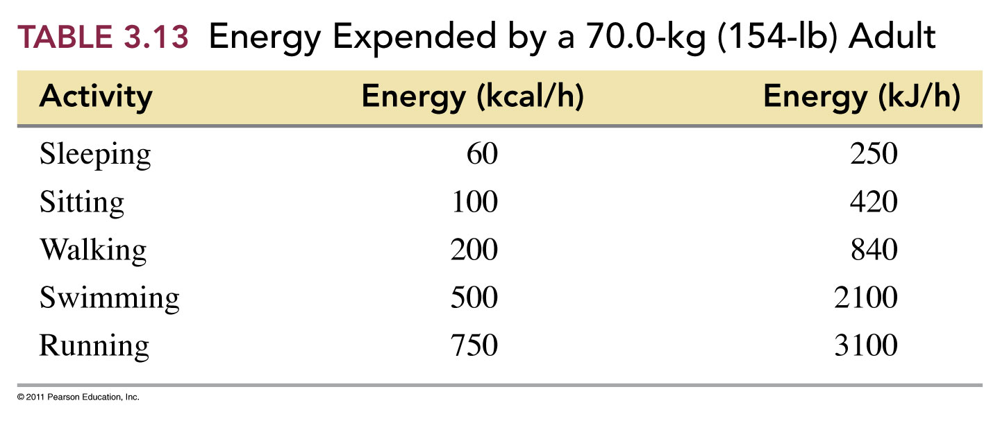 TABLE 3.13 Energy Expended by a 70.0-kg (154-lb) Adult
Activity Energy (kcal/h) Energy (kJ/h)
Sleeping 60 250
Sitting 100 420
Walking 200 840
Swimming 500 2100
Running 750 3100
© 2011 Pearson Education, Inc.